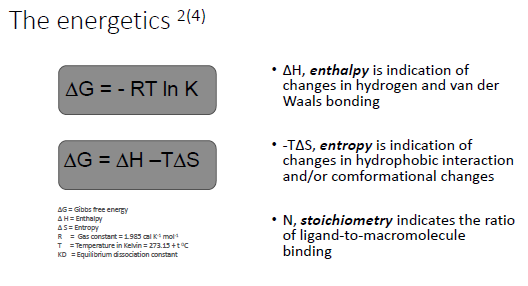 The energetics 2(4)
ΔG = - RT ln K
ΔG = ΔH –TΔS
ΔG = Gibbs free energy
ΔH = Enthalpy
ΔS = Entropy
R = Gas constant = 1.985 cal K-1 mol-1
T = Temperature in Kelvin = 273.15 + t ºC
KD = Equilibrium dissociation constant
• ΔH, enthalpy is indication of
changes in hydrogen and van der
Waals bonding
• -TΔS, entropy is indication of
changes in hydrophobic interaction
and/or comformational changes
• N, stoichiometry indicates the ratio
of ligand-to-macromolecule
binding